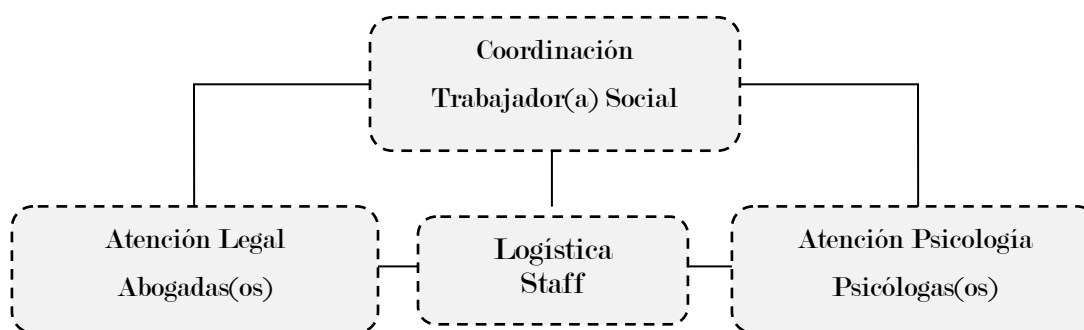 Coordinación
Trabajador(a) Social
Atención Legal
Abogadas(os)
Logística
Staff
Atención Psicología
Psicólogas(os)